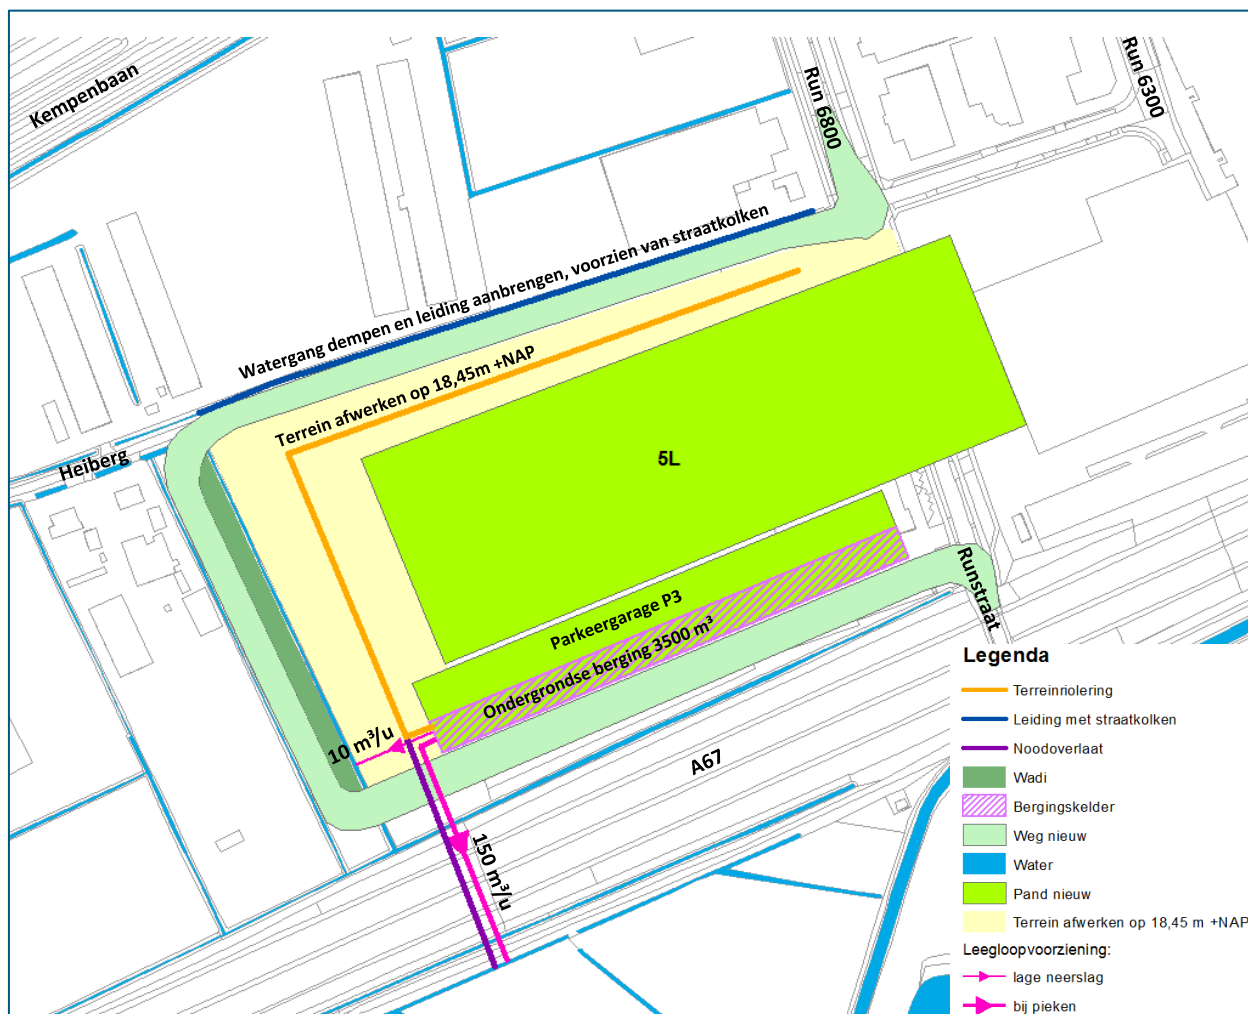 Kempenbaan
Run 6800
Run 6300
Watergang dempen en leiding aanbrengen, voorzien van straatkolken
Terrein afwerken op 18,45m +NAP
Heiberg
5L
Parkeergarage P3
Ondergrondse berging 3500 m³
Runstraat
10 m³/u
A67
150 m³/u
Legenda
Terreinriolering
Leiding met straatkolken
Noodoverlaat
Wadi
Bergingskelder
Weg nieuw
Water
Pand nieuw
Terrein afwerken op 18,45 m +NAP
Leegloopvoorziening:
lage neerslag
bij pieken